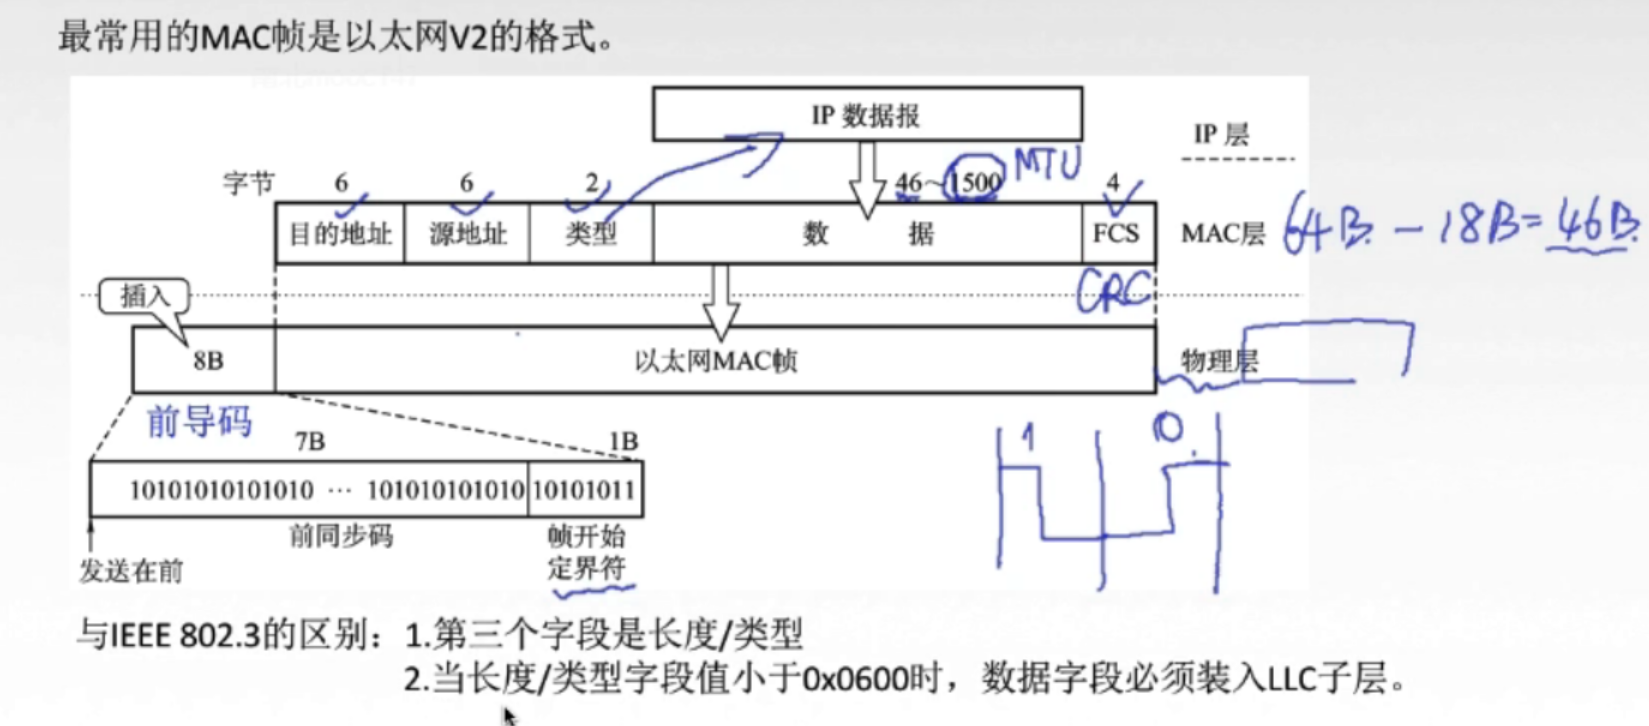 最常用的MAC帧是以太网V2的格式。
IP 数据报
IP 层
字节 6 6 2 46~1500 MTU 4
目的地址 源地址 类型 数 据 FCS MAC层 64B - 18B = 46B
CRC
插入
8B 以太网MAC帧 物理层
前导码
7B 1B
1 0
10101010101010 … 101010101010 10101011
前同步码 帧开始
定界符
发送在前
与IEEE 802.3的区别：1.第三个字段是长度/类型
2.当长度/类型字段值小于0x0600时，数据字段必须装入LLC子层。